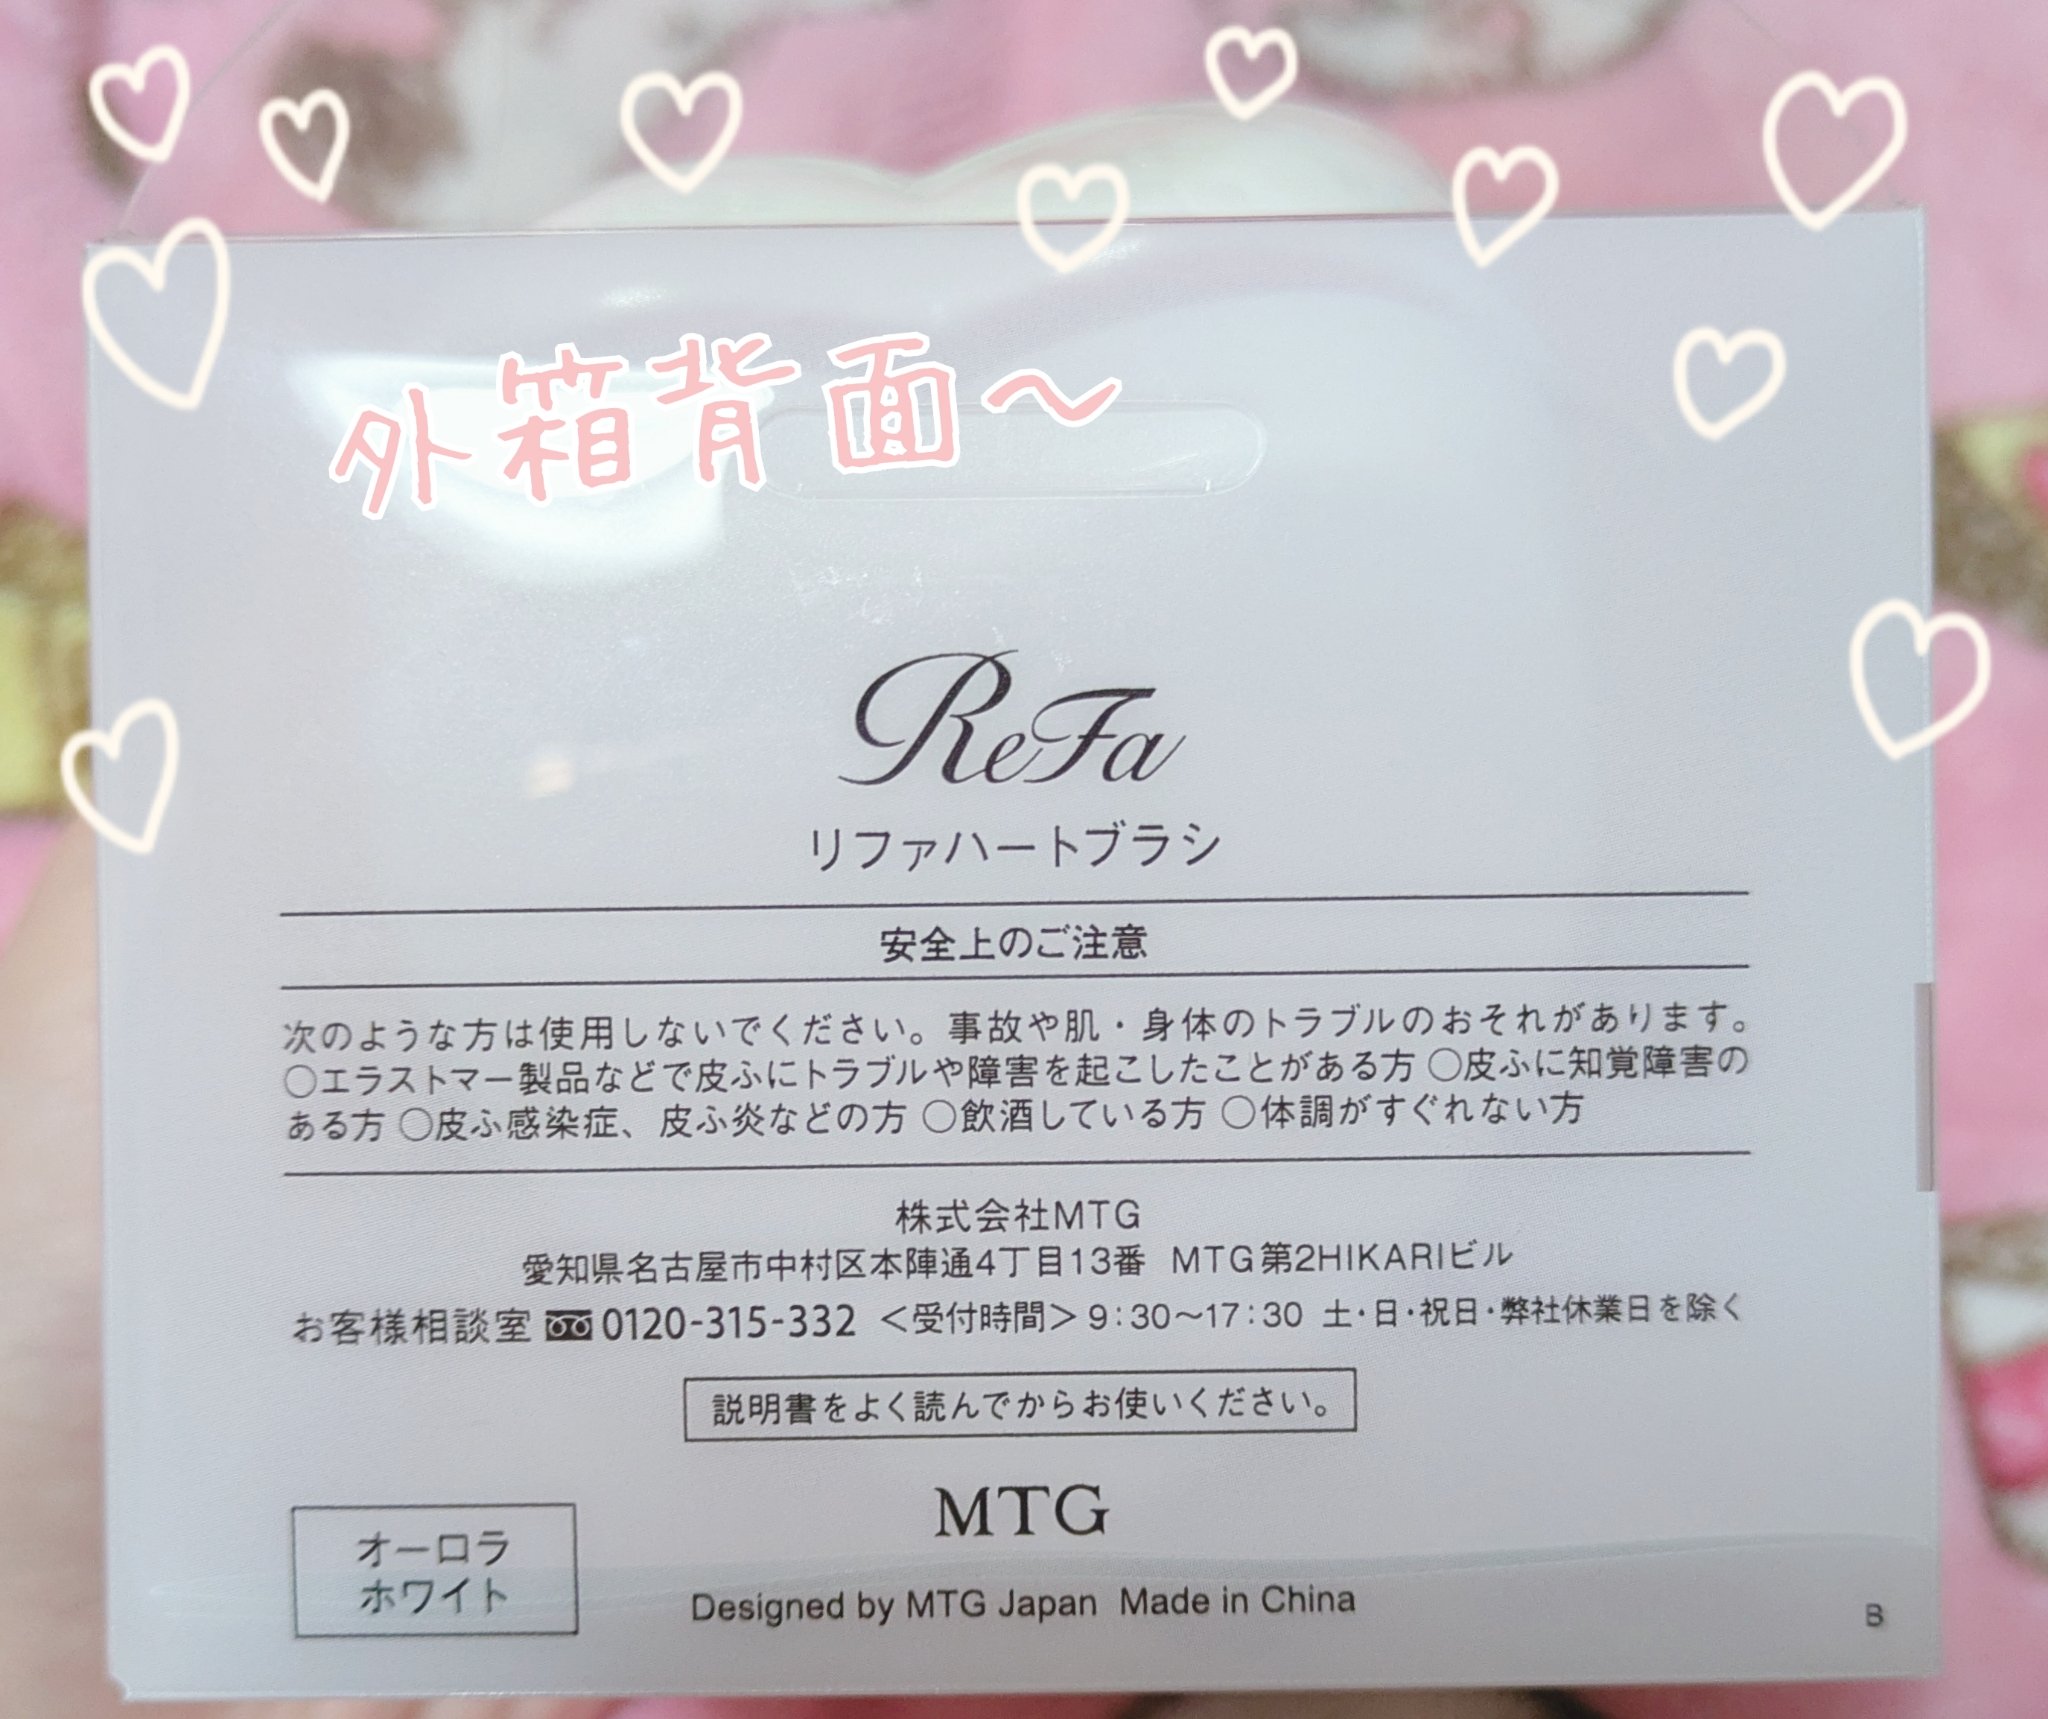 外箱背面～
ReFa
リファハートブラシ
安全上のご注意
次のような方は使用しないでください。事故や肌・身体のトラブルのおそれがあります。
○エラストマー製品などで皮ふにトラブルや障害を起こしたことがある方 ○皮ふに知覚障害の
ある方 ○皮ふ感染症、皮ふ炎などの方 ○飲酒している方 ○体調がすぐれない方
株式会社MTG
愛知県名古屋市中村区本陣通4丁目13番 MTG第2HIKARIビル
お客様相談室 0120-315-332 <受付時間> 9:30～17:30 土・日・祝日・弊社休業日を除く
説明書をよく読んでからお使いください。
MTG
オーロラ
ホワイト
Designed by MTG Japan Made in China
B